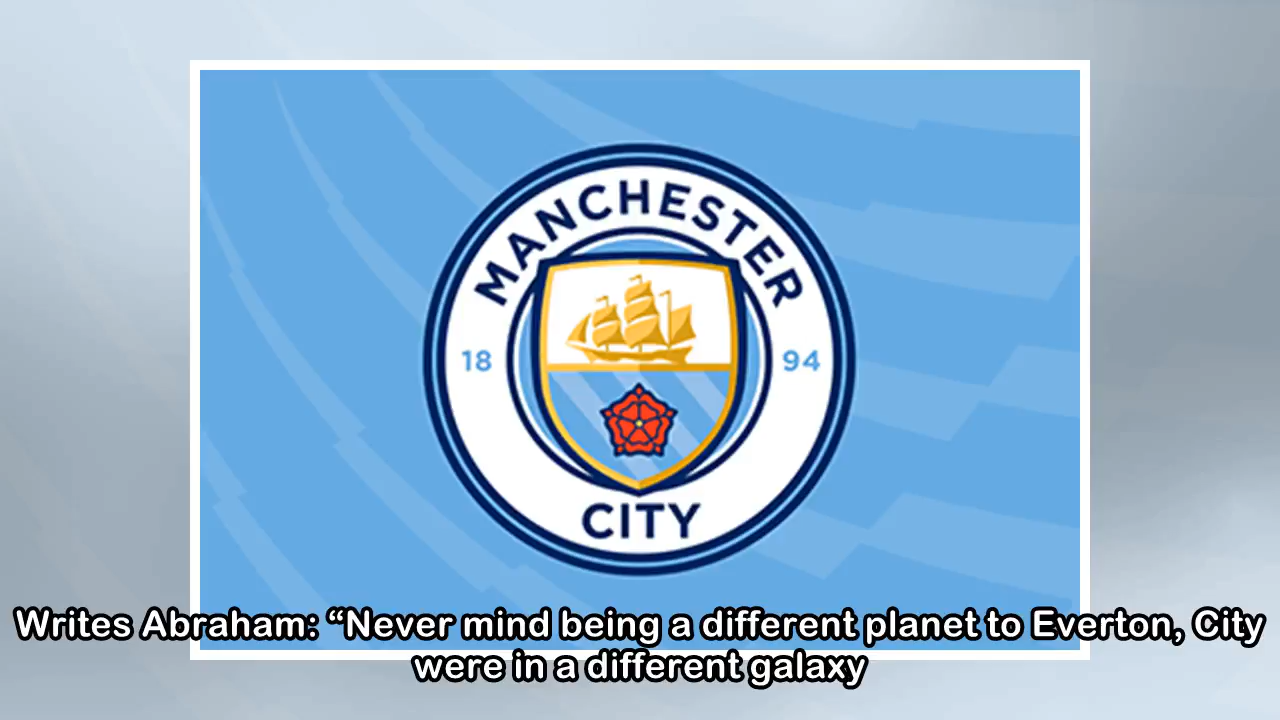 MANCHESTER
18 94
CITY
Writes Abraham: “Never mind being a different planet to Everton, City
were in a different galaxy